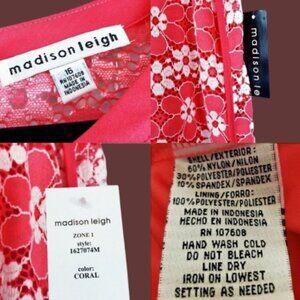 madison leigh
16
RN107608
MADE IN
INDONESIA
madison lei
madison leigh
ZONE 1
style:
1627074M
color:
CORAL
SHELL/EXTERIOR:
60% NYLON/NILON
30%POLYESTER/POLIESTER
10%SPANDEX/SPANDEX
LINING/FORRO:
100%POLYESTER/POLIESTER
MADE IN INDONESIA
HECHO EN INDONESIA
RN 107608
HAND WASH COLD
DO NOT BLEACH
LINE DRY
IRON ON LOWEST
SETTING AS NEEDED